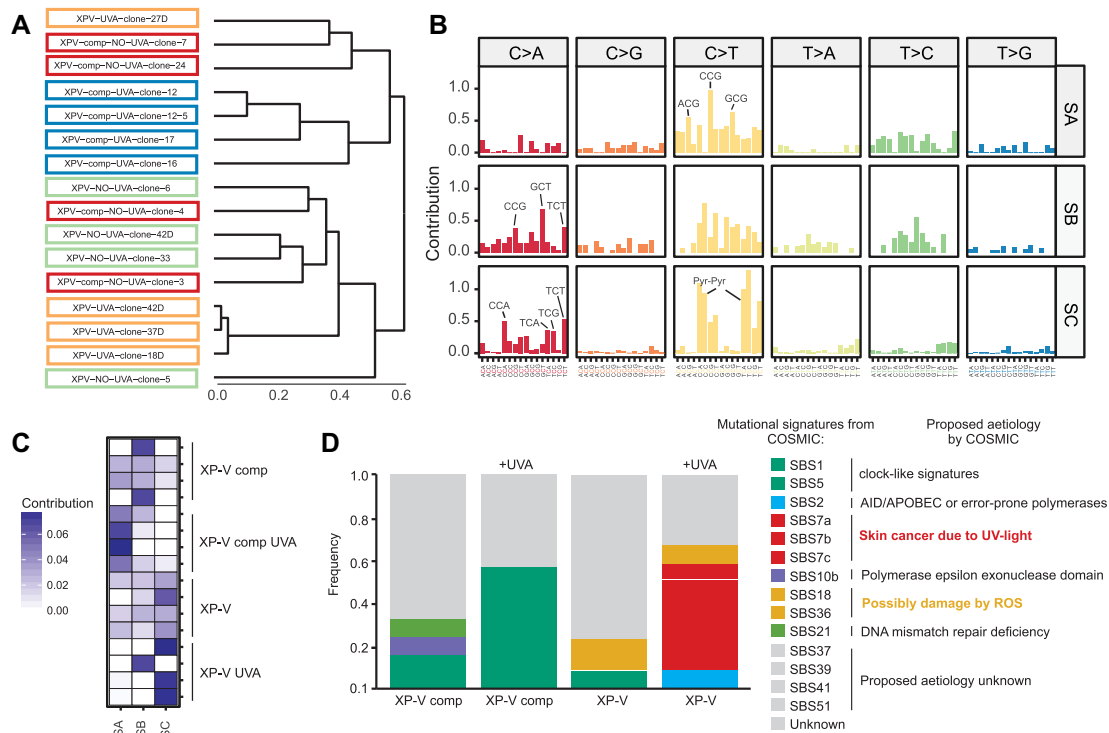 A
XPV-UVA-clone-27D
XPV-comp-NO-UVA-clone-7
XPV-comp-NO-UVA-clone-24
XPV-comp-UVA-clone-12
XPV-comp-UVA-clone-12-5
XPV-comp-UVA-clone-17
XPV-comp-UVA-clone-16
XPV-NO-UVA-clone-6
XPV-comp-NO-UVA-clone-4
XPV-NO-UVA-clone-42D
XPV-NO-UVA-clone-33
XPV-comp-NO-UVA-clone-3
XPV-UVA-clone-42D
XPV-UVA-clone-37D
XPV-UVA-clone-18D
XPV-NO-UVA-clone-5
0.0 0.2 0.4 0.6
B
C>A C>G C>T T>A T>C T>G
Contribution
1.0
0.5
0.0
ACG CCG GCG
SA
1.0
0.5
0.0
CCG GCT TCT
SB
1.0
0.5
0.0
CCA TCA TCG TCT
Pyr-Pyr
SC
C
Contribution
0.06
0.04
0.02
0.00
XP-V comp
XP-V comp UVA
XP-V
XP-V UVA
SA SB SC
D
Frequency
1.0
0.8
0.6
0.4
0.2
0.1
+UVA +UVA
XP-V comp XP-V comp XP-V XP-V
Mutational signatures from
COSMIC:
SBS1
SBS5
SBS2
SBS7a
SBS7b
SBS7c
SBS10b
SBS18
SBS36
SBS21
SBS37
SBS39
SBS41
SBS51
Unknown
Proposed aetiology
by COSMIC
clock-like signatures
AID/APOBEC or error-prone polymerases
Skin cancer due to UV-light
Polymerase epsilon exonuclease domain
Possibly damage by ROS
DNA mismatch repair deficiency
Proposed aetiology unknown